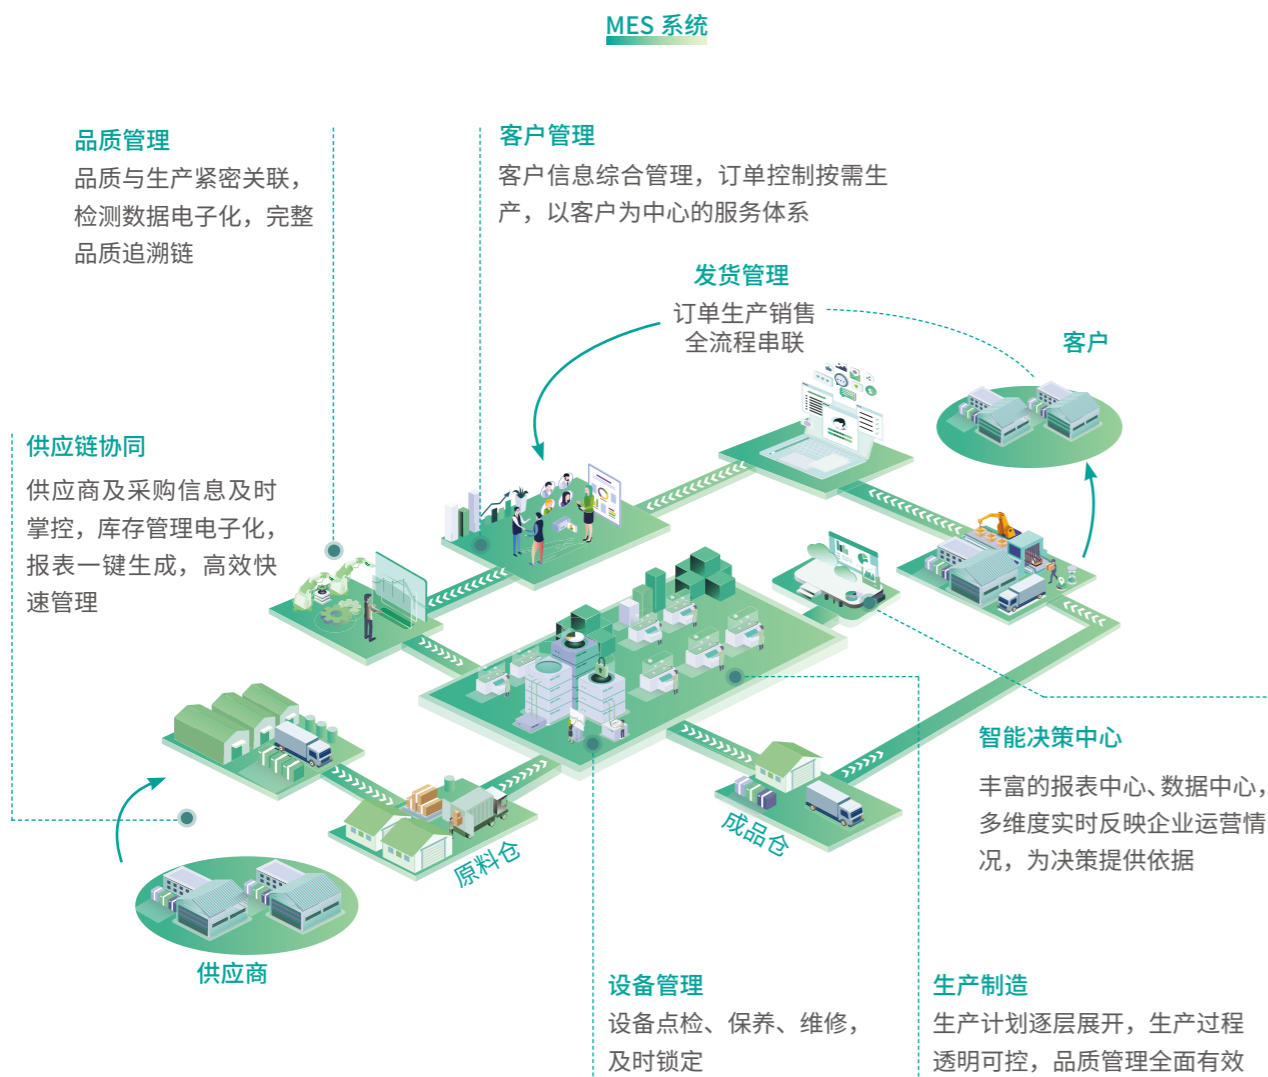 MES 系统
品质管理
品质与生产紧密关联，
检测数据电子化，完整
品质追溯链
客户管理
客户信息综合管理，订单控制按需生
产，以客户为中心的服务体系
发货管理
订单生产销售
全流程串联
客户
供应链协同
供应商及采购信息及时
掌控，库存管理电子化，
报表一键生成，高效快
速管理
智能决策中心
丰富的报表中心、数据中心，
多维度实时反映企业运营情
况，为决策提供依据
成品仓
原料仓
供应商
设备管理
设备点检、保养、维修，
及时锁定
生产制造
生产计划逐层展开，生产过程
透明可控，品质管理全面有效